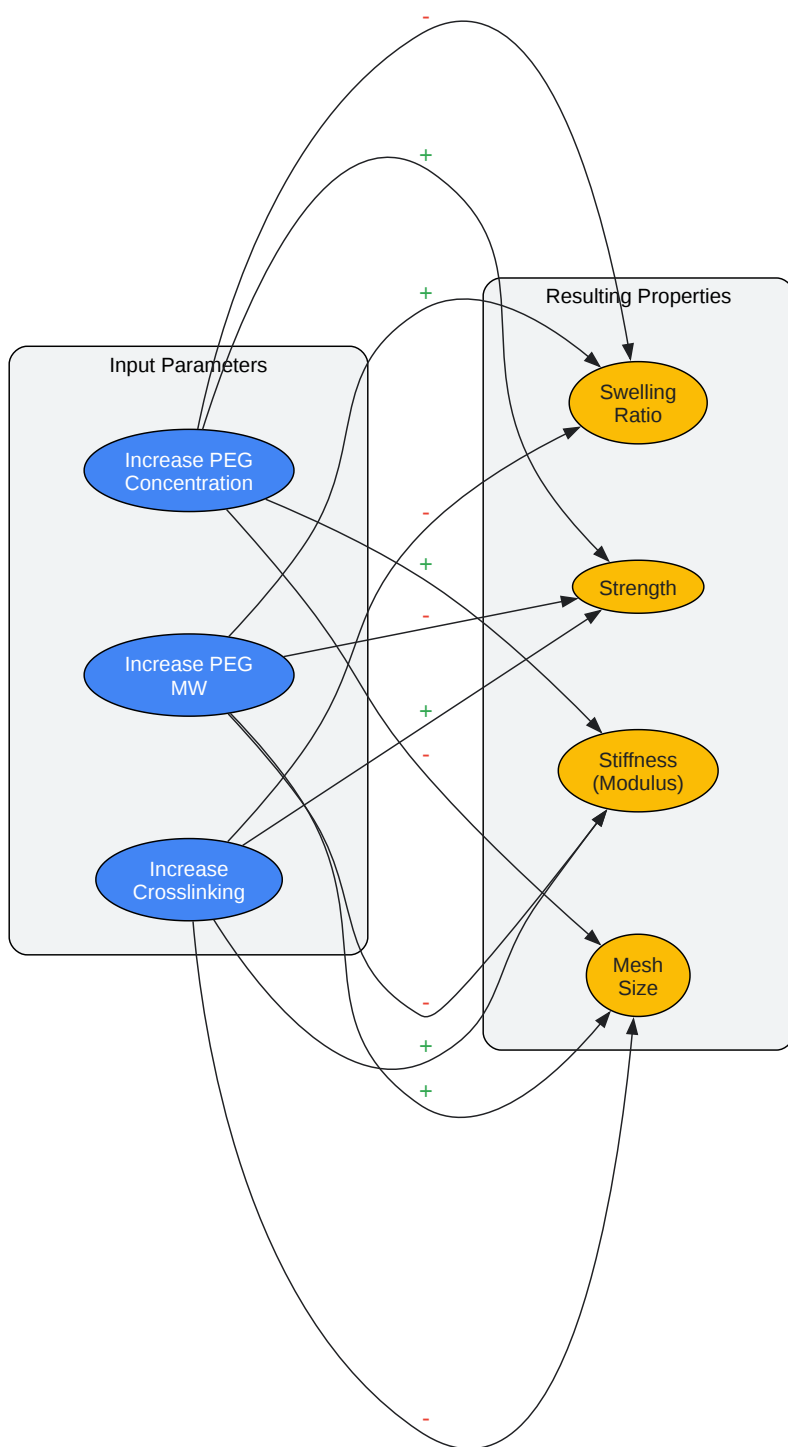 -
+
+
Resulting Properties
Input Parameters
Swelling
Ratio
Increase PEG
Concentration
-
+
Strength
-
Increase PEG
MW
+
-
Stiffness
(Modulus)
Increase
Crosslinking
Mesh
Size
-
+
+
-